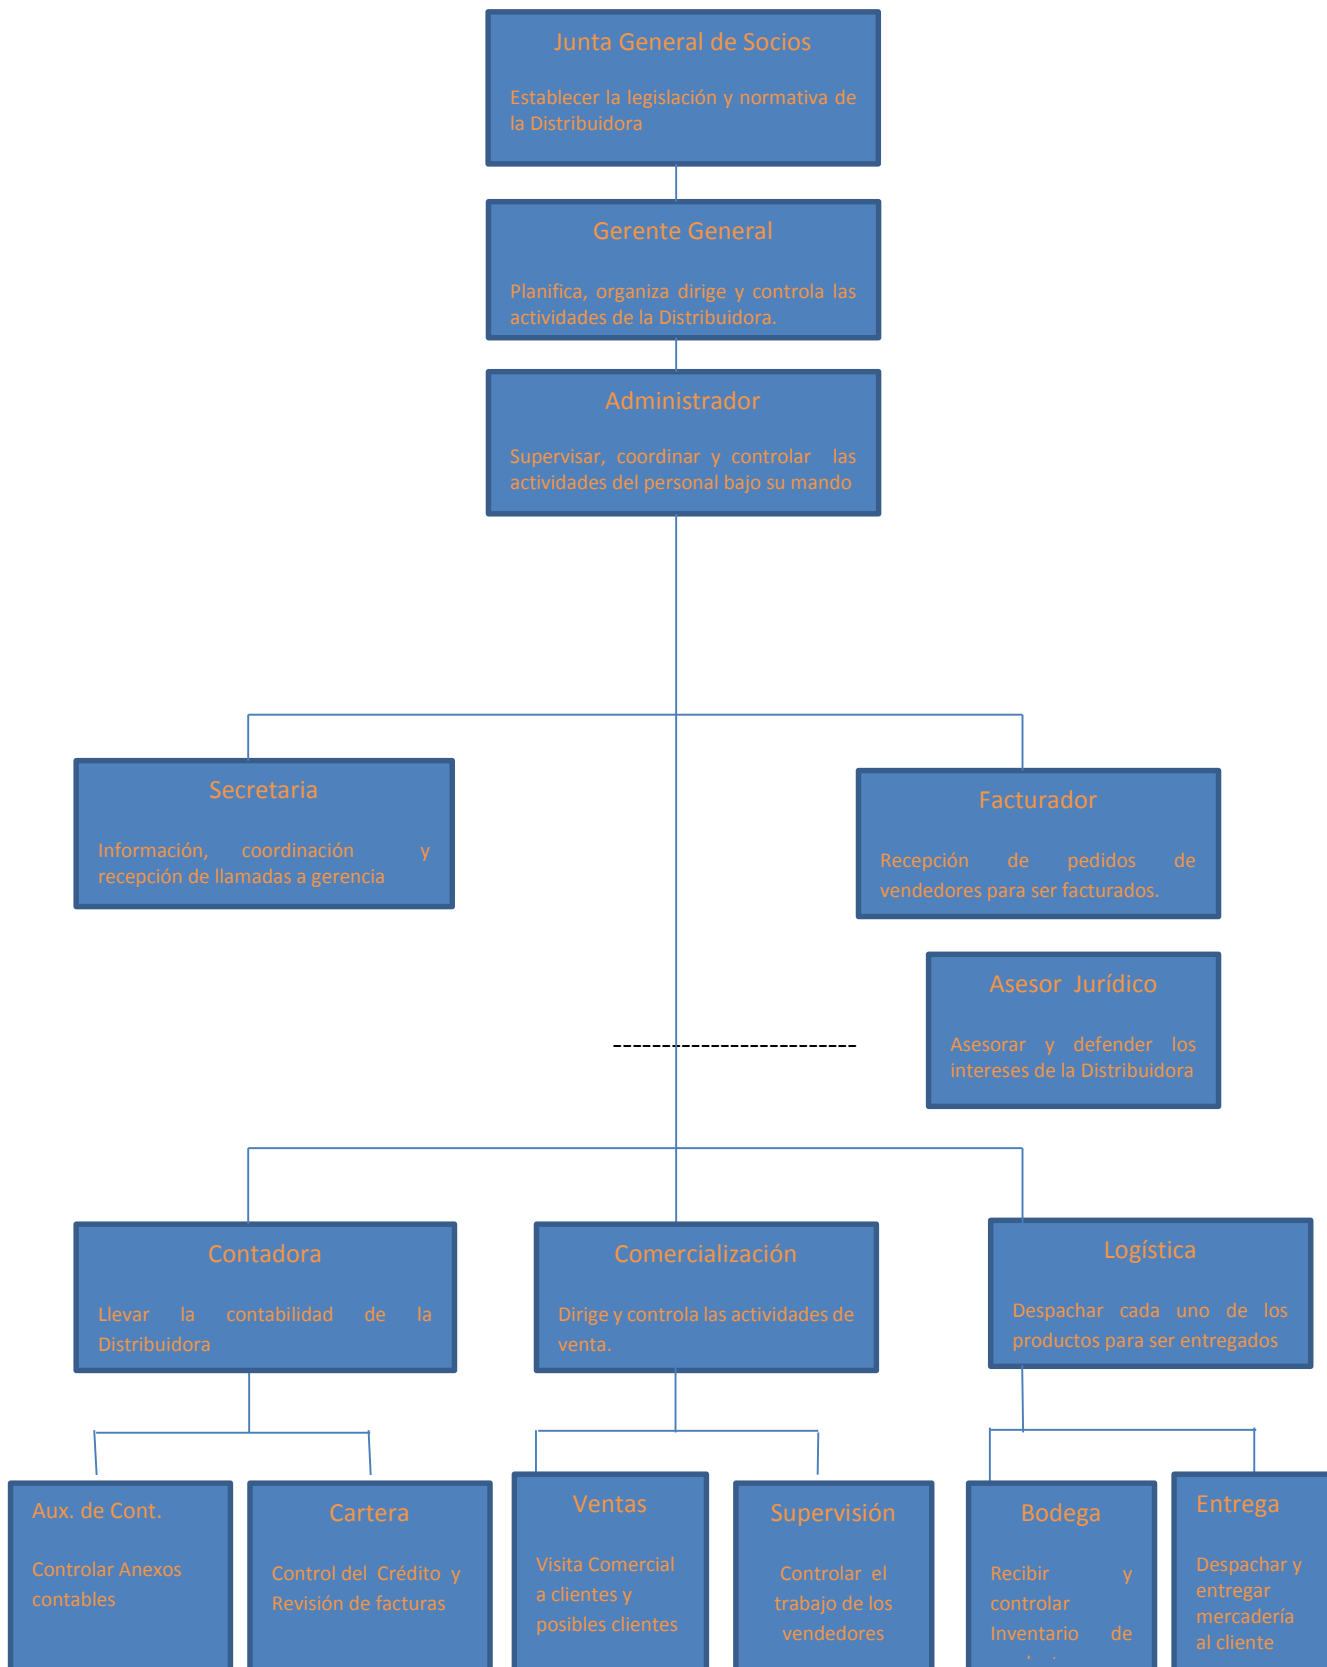 Junta General de Socios
Establecer la legislación y normativa de
la Distribuidora
Gerente General
Planifica, organiza dirige y controla las
actividades de la Distribuidora.
Administrador
Supervisar, coordinar y controlar las
actividades del personal bajo su mando
Secretaria
Información, coordinación y
recepción de llamadas a gerencia
Facturador
Recepción de pedidos de
vendedores para ser facturados.
Asesor Jurídico
Asesorar y defender los
intereses de la Distribuidora
Contadora
Llevar la contabilidad de la
Distribuidora
Comercialización
Dirige y controla las actividades de
venta.
Logística
Despachar cada uno de los
productos para ser entregados
Aux. de Cont.
Controlar Anexos
contables
Cartera
Control del Crédito y
Revisión de facturas
Ventas
Visita Comercial
a clientes y
posibles clientes
Supervisión
Controlar el
trabajo de los
vendedores
Bodega
Recibir y
controlar
Inventario de
Entrega
Despachar y
entregar
mercadería
al cliente